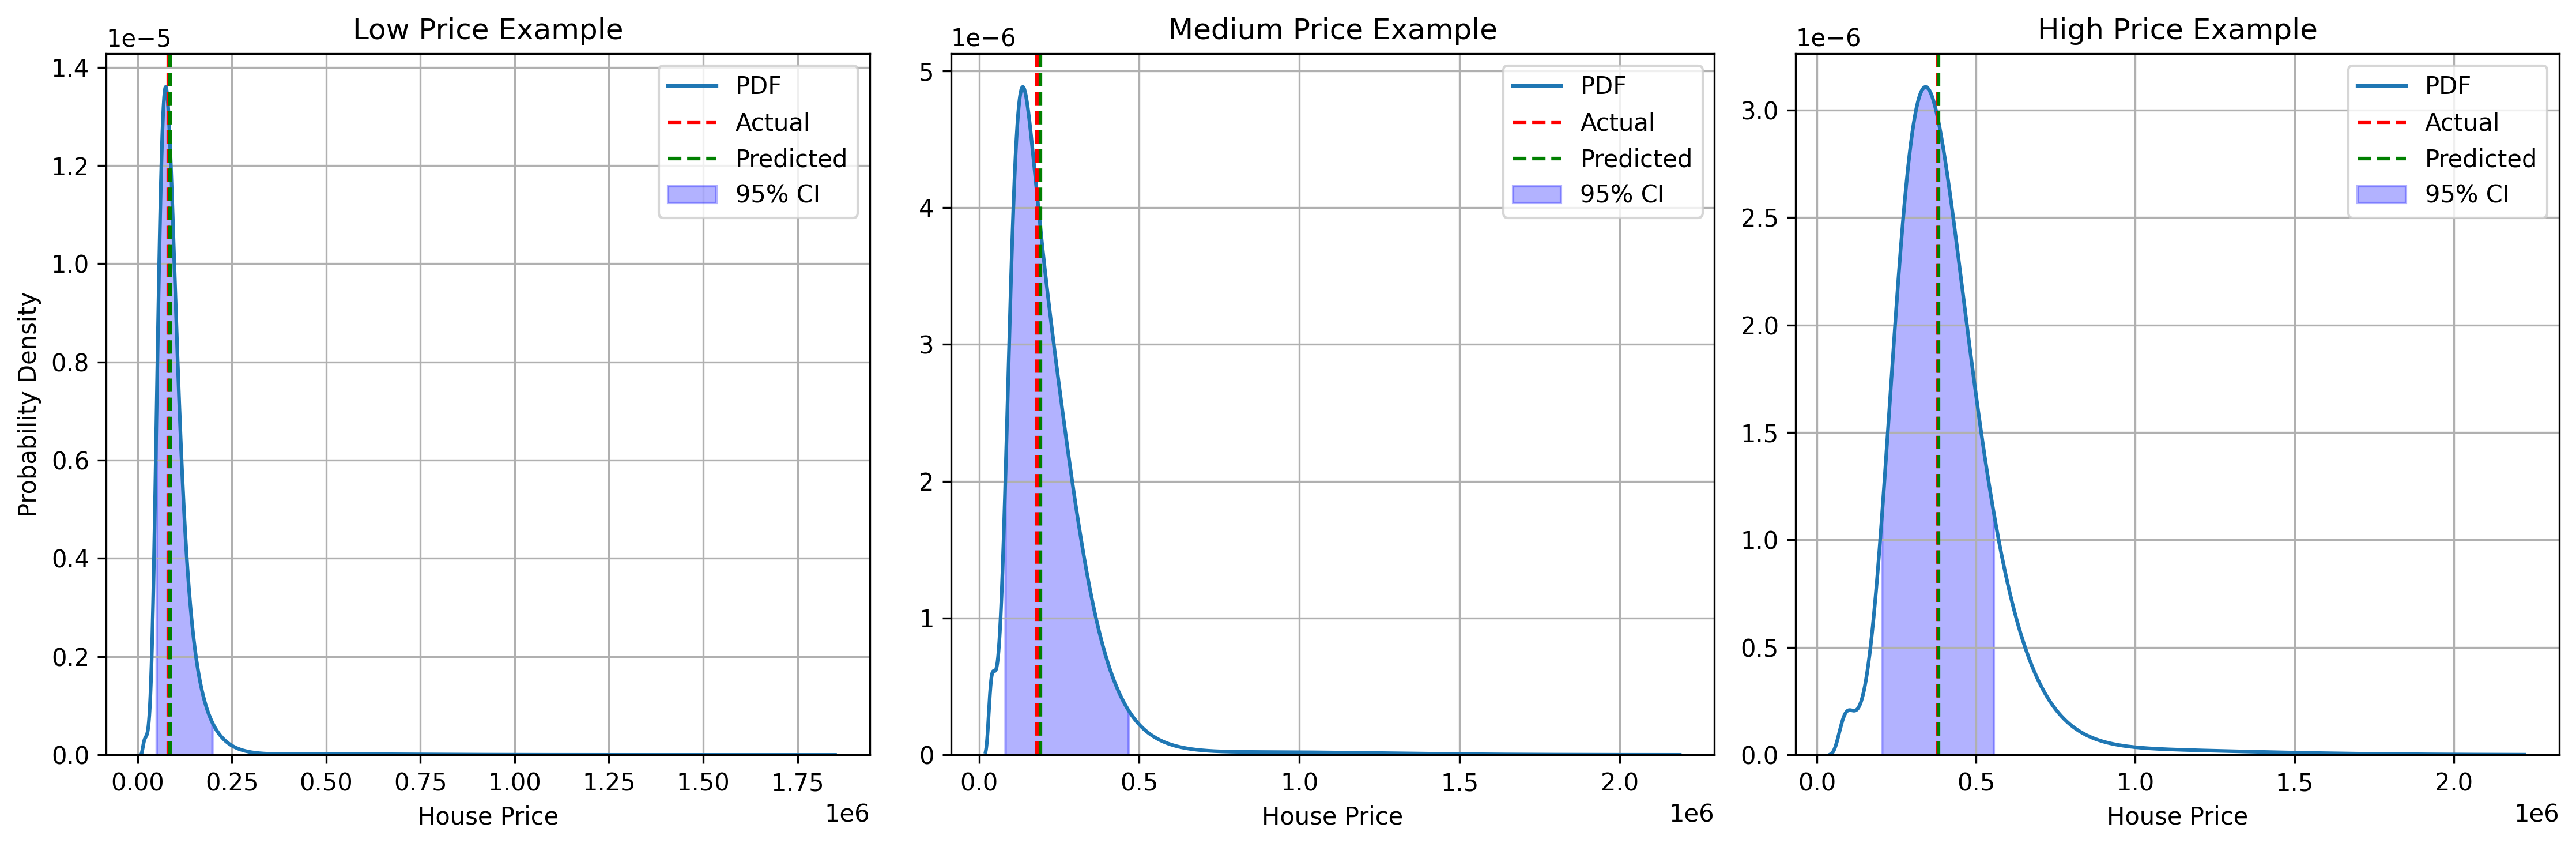 Low Price Example
1e−5
1.4
1.2
1.0
0.8
0.6
0.4
0.2
0.0
Probability Density
0.00 0.25 0.50 0.75 1.00 1.25 1.50 1.75
House Price
1e6
PDF
Actual
Predicted
95% CI
Medium Price Example
1e−6
5
4
3
2
1
0
0.0 0.5 1.0 1.5 2.0
House Price
1e6
PDF
Actual
Predicted
95% CI
High Price Example
1e−6
3.0
2.5
2.0
1.5
1.0
0.5
0.0
0.0 0.5 1.0 1.5 2.0
House Price
1e6
PDF
Actual
Predicted
95% CI